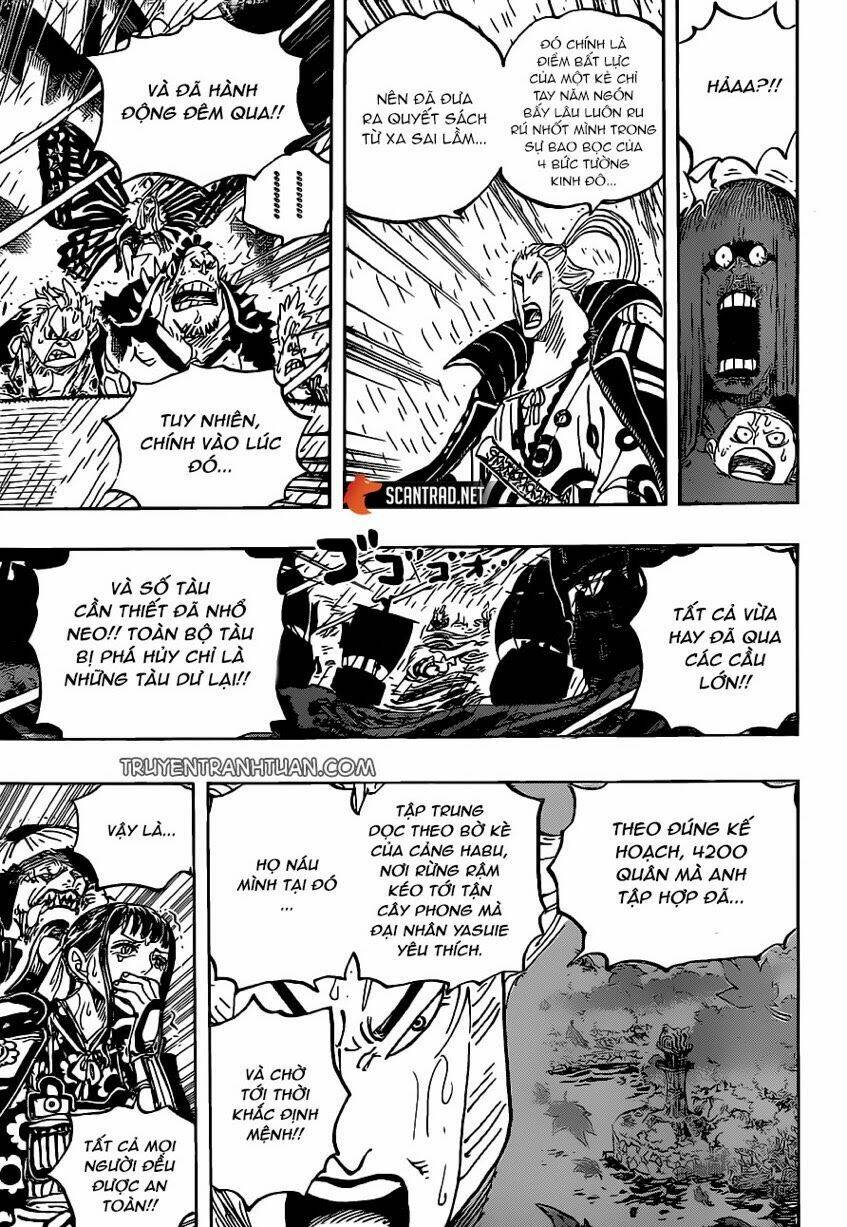 HẢAA?!!
ĐÓ CHÍNH LÀ
ĐIỀM BẤT LỰC
CỦA MỘT KẺ CHỈ
TAY NĂM NGÓN
BẤY LÂU LUÔN RU
RÚ NHỐT MÌNH TRONG
SỰ BAO BỌC CỦA
4 BỨC TƯỜNG
KINH ĐÔ...
NÊN ĐÃ ĐƯA
RA QUYẾT SÁCH
TỪ XA SAI LẦM...
VÀ ĐÃ HÀNH
ĐỘNG ĐÊM QUA!!
TUY NHIÊN,
CHÍNH VÀO LÚC
ĐÓ...
SCANTRAD.NET
TẤT CẢ VỪA
HAY ĐÃ QUA
CÁC CẦU
LỚN!!
ゴゴゴォ
VÀ SỐ TÀU
CẦN THIẾT ĐÃ NHỔ
NEO!! TOÀN BỘ TÀU
BỊ PHÁ HỦY CHỈ LÀ
NHỮNG TÀU DƯ LẠI!!
TRUYENTRANHTUAN.COM
THEO ĐÚNG KẾ
HOẠCH, 4200
QUÂN MÀ ANH
TẬP HỢP ĐÃ...
TẬP TRUNG
DỌC THEO BỜ KÈ
CỦA CẢNG HABU,
NƠI RỪNG RẬM
KÉO TỚI TẬN
CÂY PHONG MÀ
ĐẠI NHÂN YASUIE
YÊU THÍCH.
HỌ NÁU
MÌNH TẠI ĐÓ
...
VÀ CHỜ
TỚI THỜI
KHẮC ĐỊNH
MỆNH!!
VẬY LÀ...
TẤT CẢ MỌI
NGƯỜI ĐỀU
ĐƯỢC AN
TOÀN!!